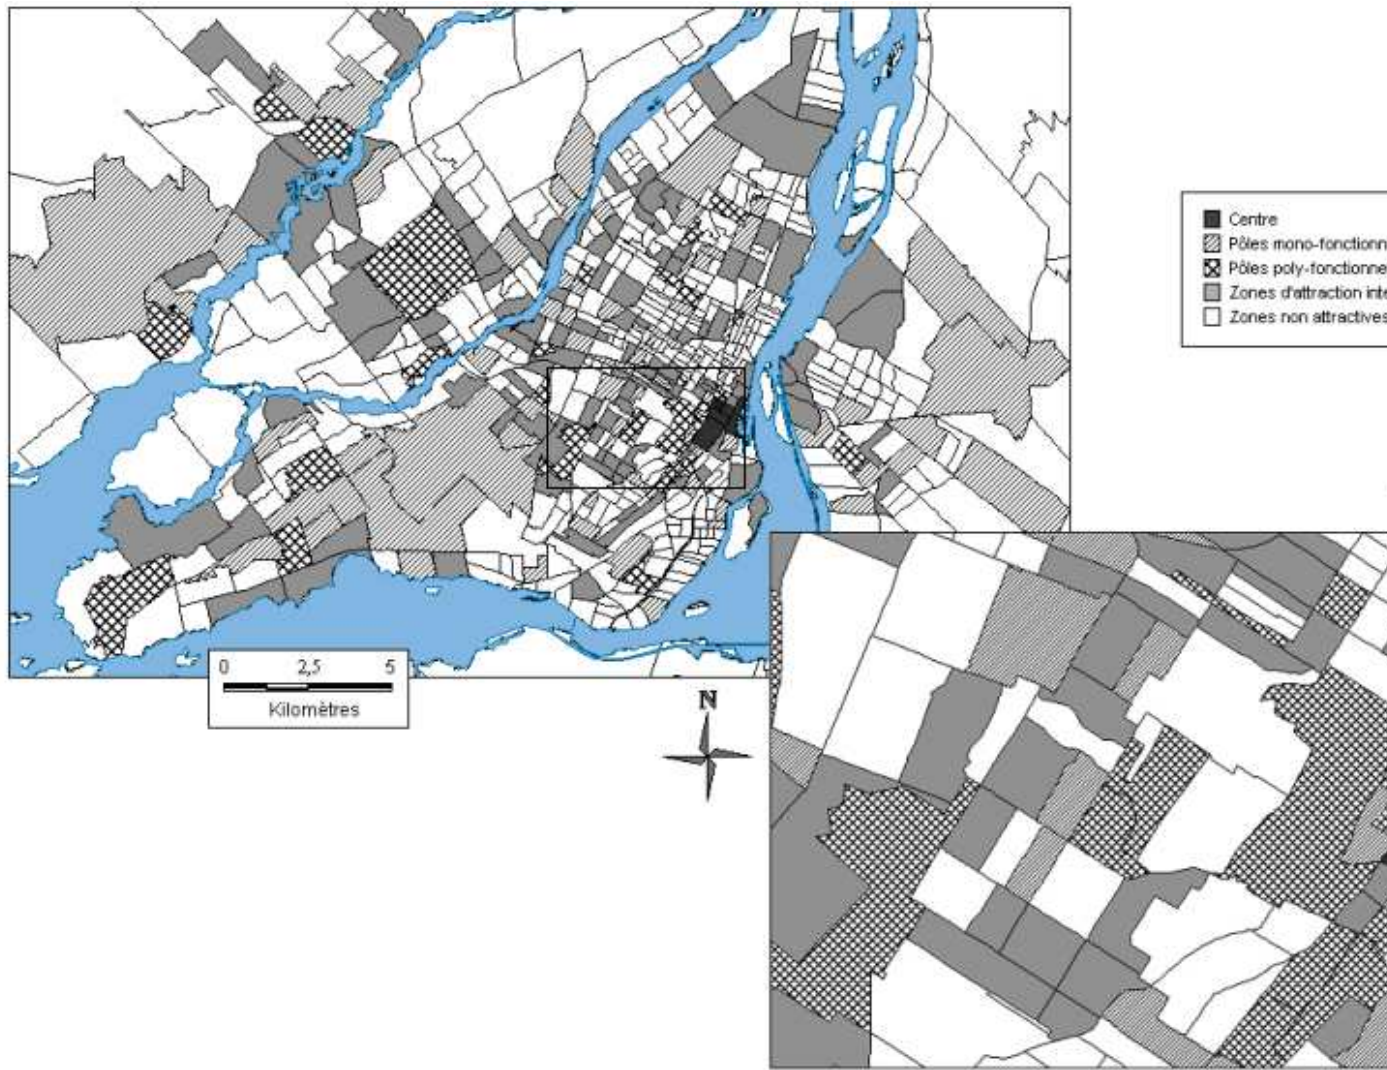 Centre
Pôles mono-fonctionn
Pôles poly-fonctionne
Zones d'attraction inte
Zones non attractives
0 2,5 5
Kilomètres
N